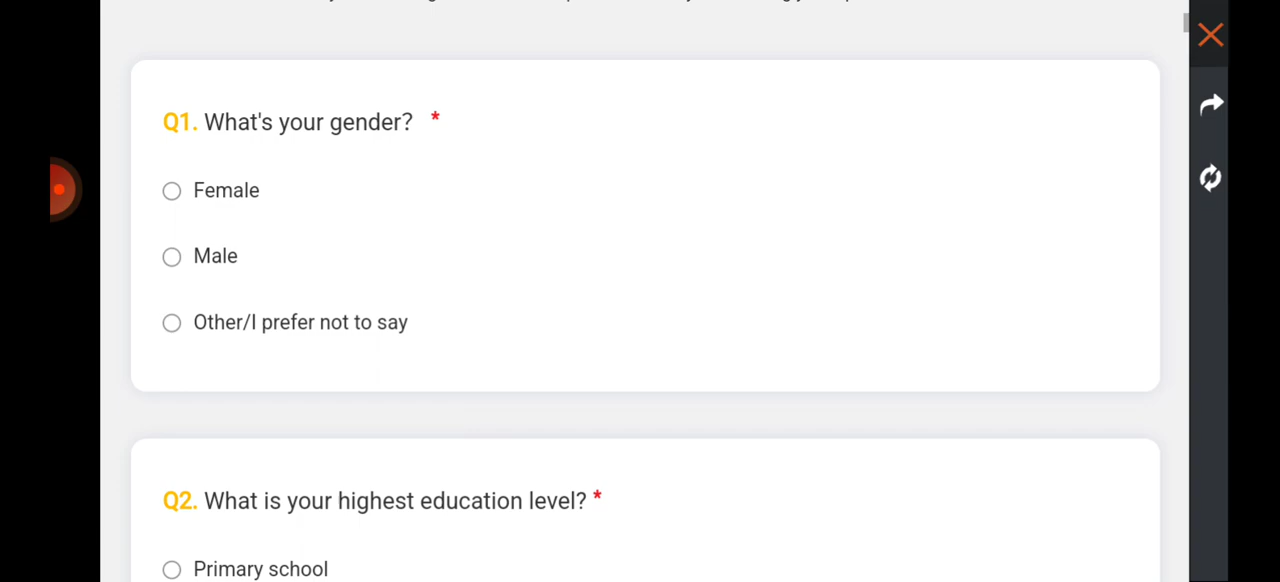 Q1. What's your gender? *
Female
Male
Other/I prefer not to say
Q2. What is your highest education level? *
Primary school